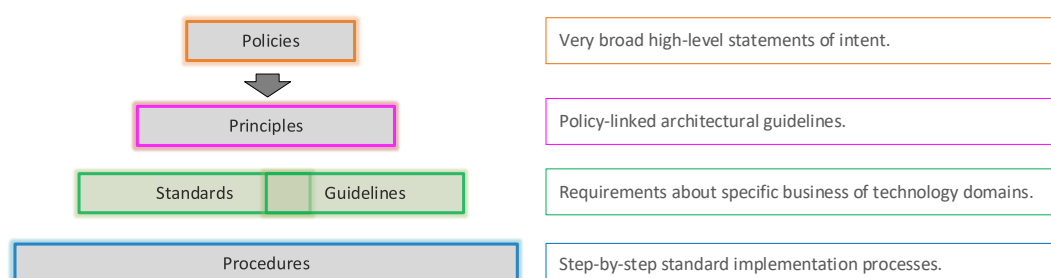 Policies
Very broad high-level statements of intent.
Principles
Policy-linked architectural guidelines.
Standards
Guidelines
Requirements about specific business of technology domains.
Procedures
Step-by-step standard implementation processes.